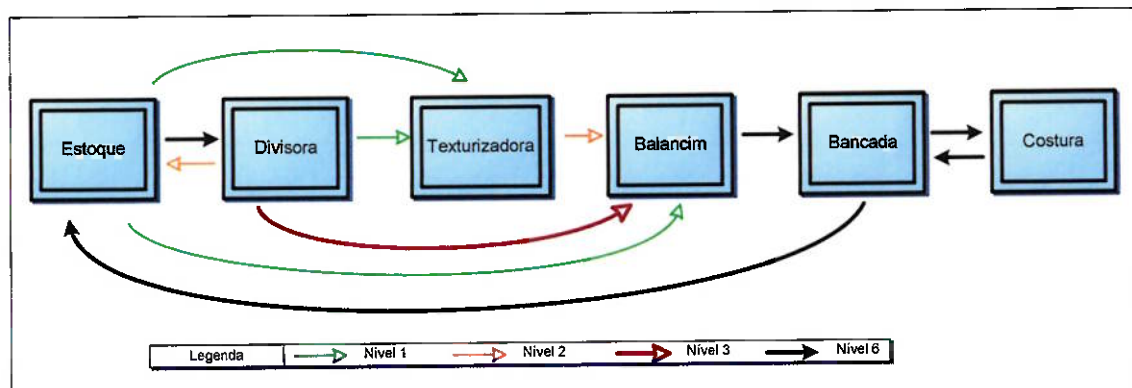 Estoque
Divisora
Texturizadora
Balancim
Bancada
Costura
Legenda Nível 1 Nível 2 Nível 3 Nível 6